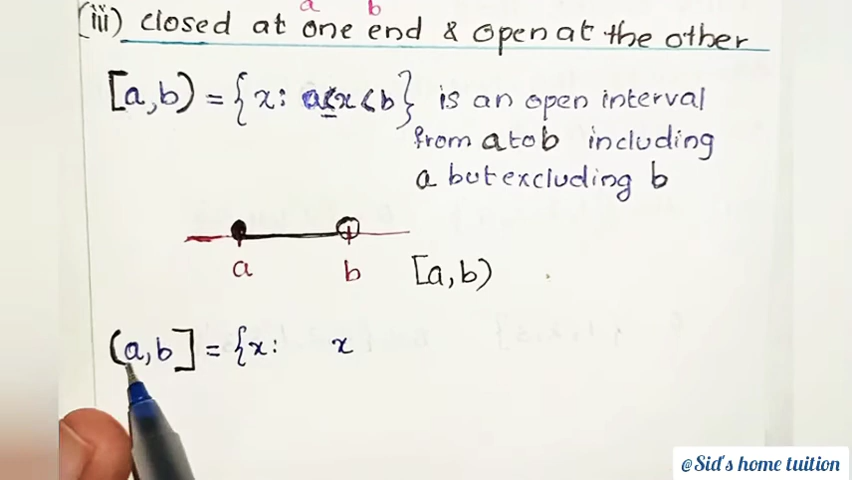 a b
(iii) closed at one end & open at the other
[a,b) = {x: a≤x<b} is an open interval
from a to b including
a but excluding b
a b [a,b)
(a,b] = {x: x
@Sid's home tuition